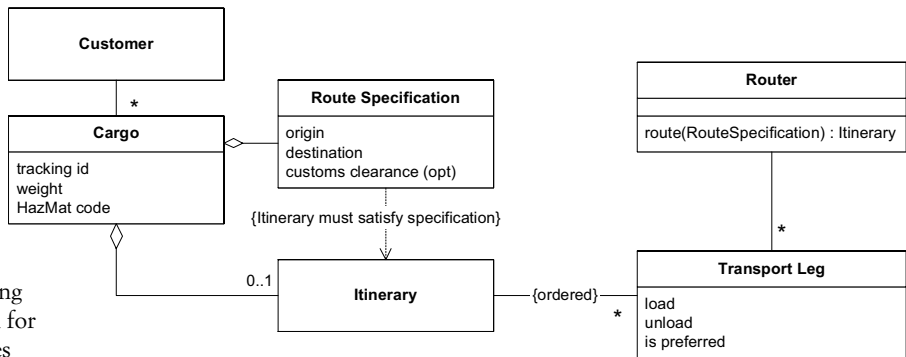 Customer
*
Cargo
tracking id
weight
HazMat code
Route Specification
origin
destination
customs clearance (opt)
{Itinerary must satisfy specification}
Router
route(RouteSpecification) : Itinerary
*
0..1
Itinerary
{ordered}
*
Transport Leg
load
unload
is preferred
for